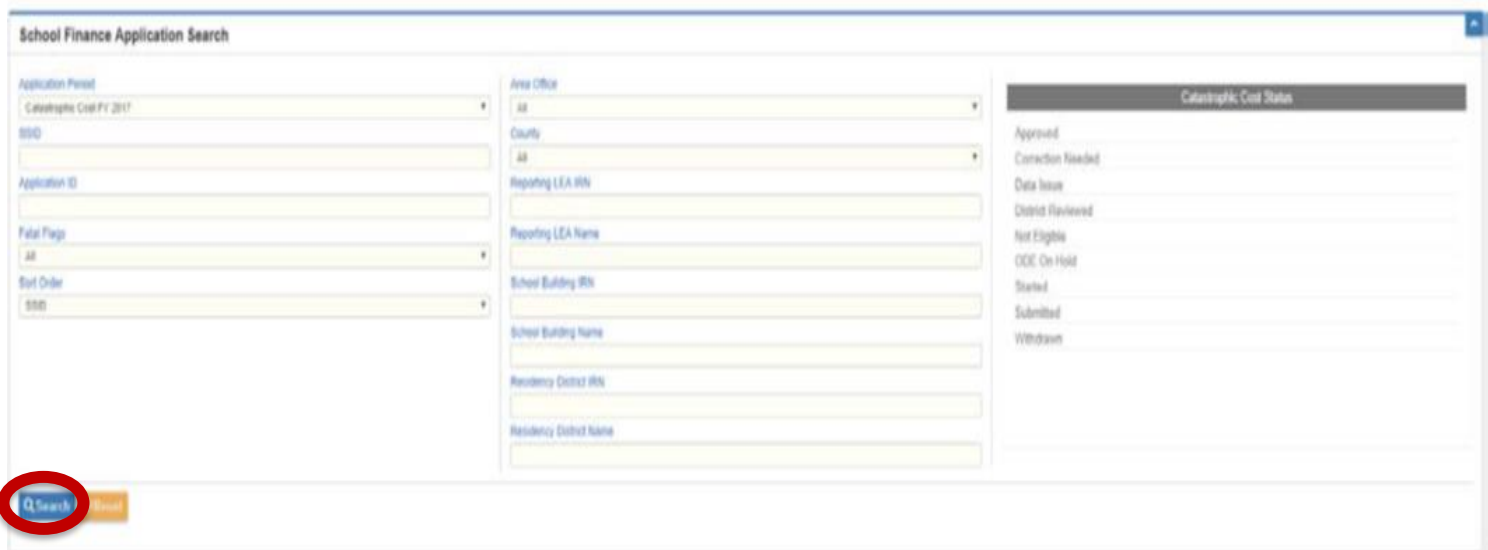 School Finance Application Search
Application Period
Catastrophic Cost FY 2017
SSID
Application ID
Fatal Flags
All
Sort Order
SSID
Area Office
All
County
All
Reporting LEA IRN
Reporting LEA Name
School Building IRN
School Building Name
Residency District IRN
Residency District Name
Catastrophic Cost Status
Approved
Correction Needed
Data Issue
District Reviewed
Not Eligible
ODE On Hold
Started
Submitted
Withdrawn
Search
Reset